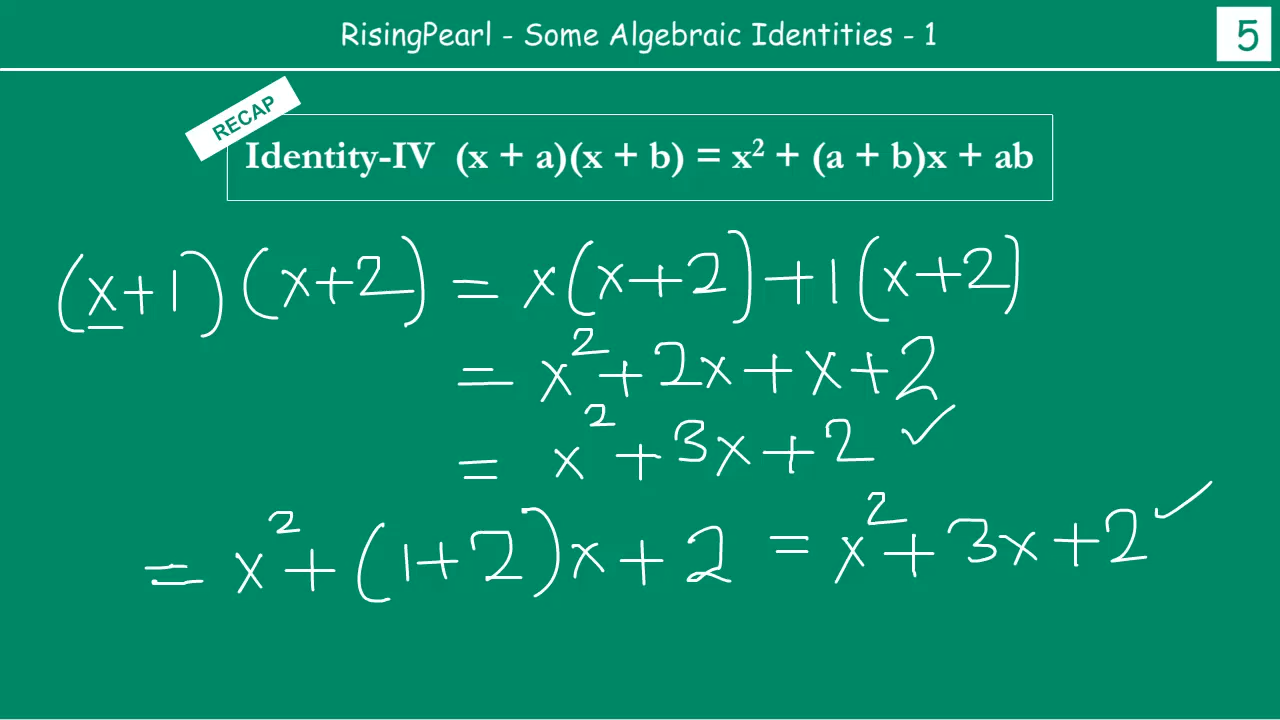 RisingPearl - Some Algebraic Identities - 1
5
RECAP
Identity-IV (x + a)(x + b) = x² + (a + b)x + ab
(x+1)(x+2) = x(x+2)+1(x+2)
= x²+2x+x+2
= x²+3x+2 ✓
= x²+(1+2)x+2 = x²+3x+2 ✓